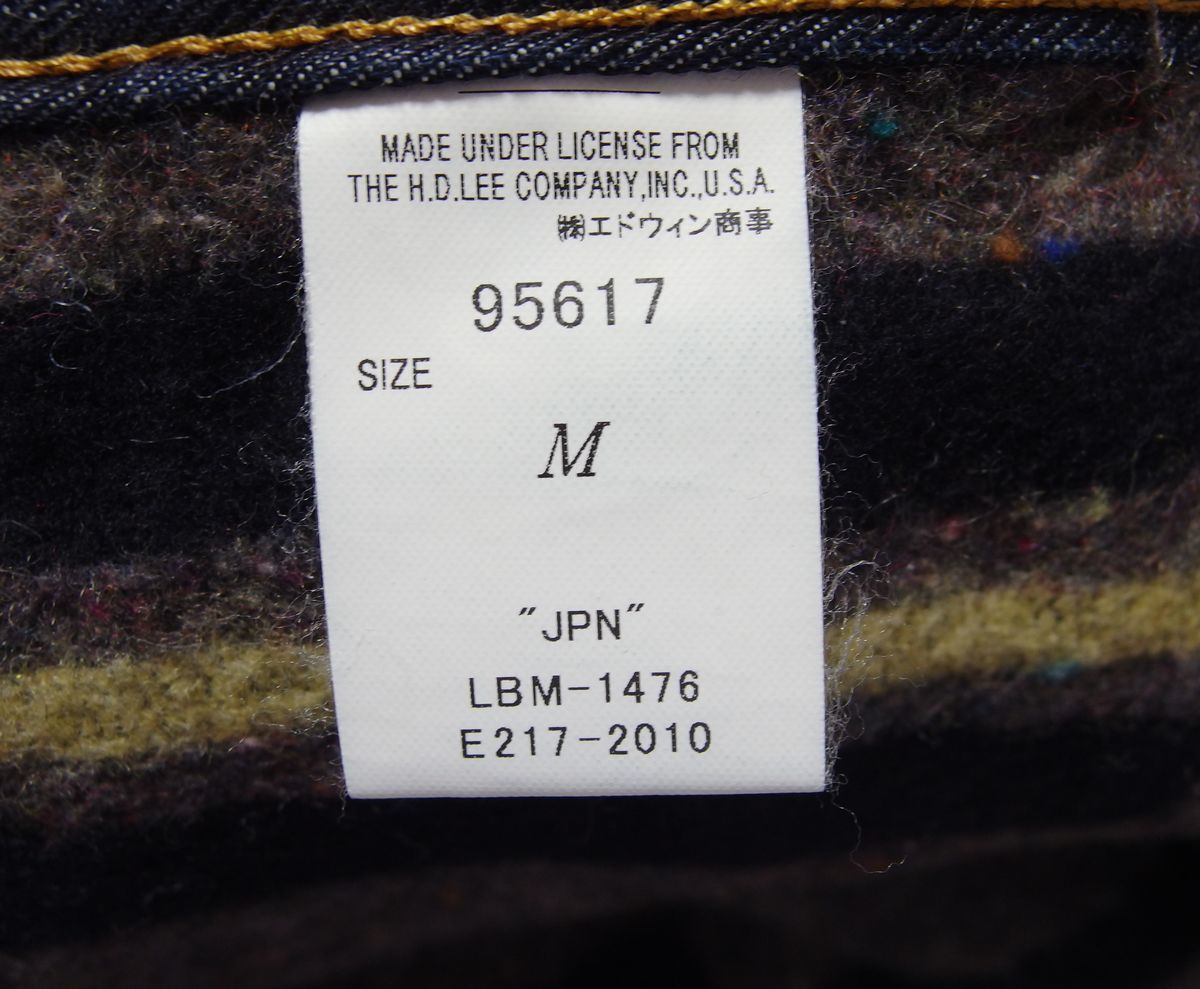 MADE UNDER LICENSE FROM
THE H.D.LEE COMPANY,INC.,U.S.A.
㈱エドウィン商事
95617
SIZE
M
"JPN"
LBM-1476
E217-2010